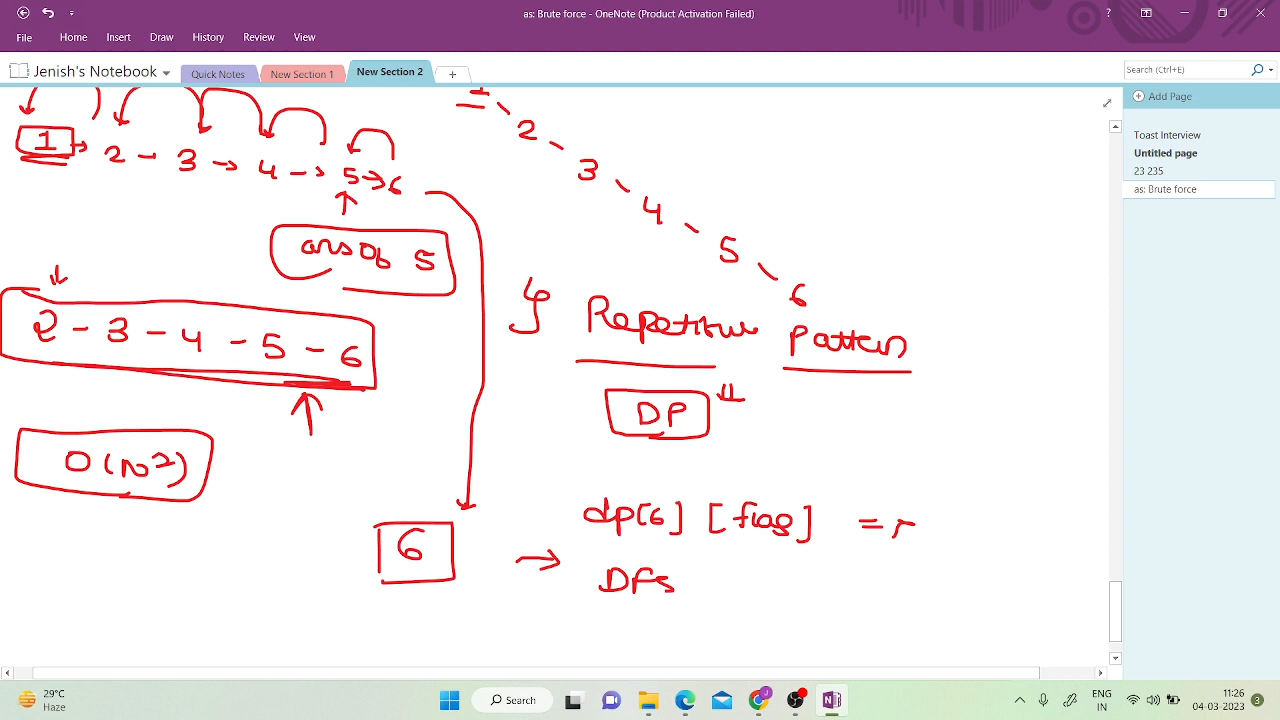 as: Brute force - OneNote (Product Activation Failed)
File Home Insert Draw History Review View
Jenish's Notebook Quick Notes New Section 1 New Section 2 +
Search (Ctrl+E)
Add Page
Toast Interview
Untitled page
23 235
as: Brute force
1 → 2 - 3 → 4 → 5 → 6
ans of 5
2 - 3 - 4 - 5 - 6
O(N^2)
6
1
2
3
4
5
6
Repetitive Pattern
DP
dp[6] [flag] =
DFS
29°C
Haze
Search
ENG
IN
11:26
04-03-2023
3